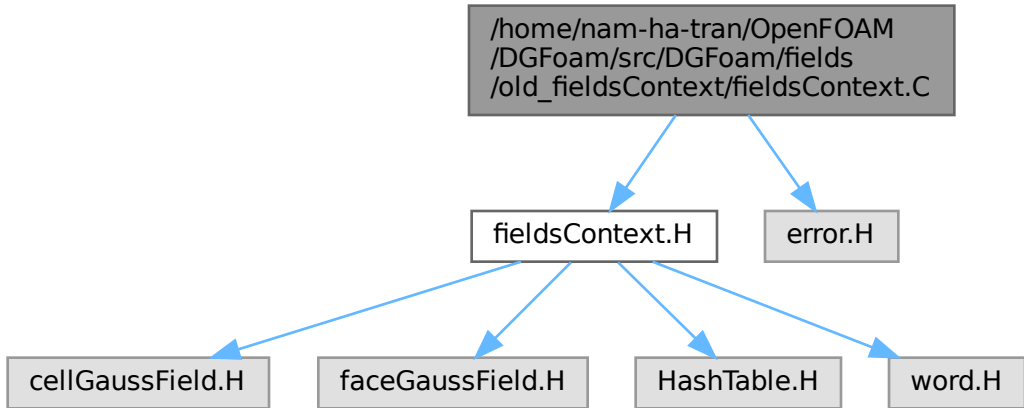 /home/nam-ha-tran/OpenFOAM
/DGFoam/src/DGFoam/fields
/old_fieldsContext/fieldsContext.C
fieldsContext.H
error.H
cellGaussField.H
faceGaussField.H
HashTable.H
word.H